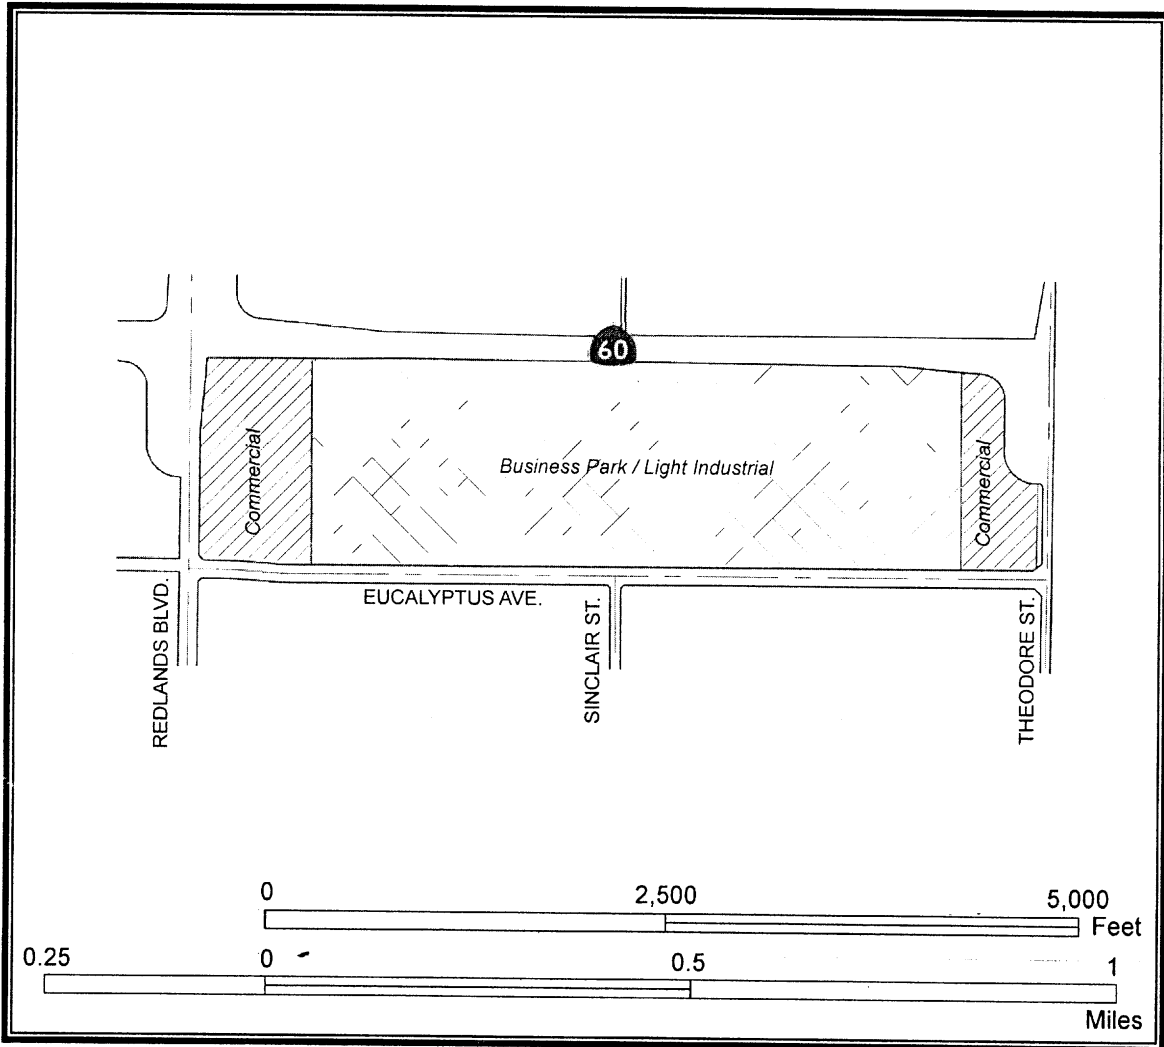 60
Commercial
Business Park / Light Industrial
Commercial
EUCALYPTUS AVE.
REDLANDS BLVD.
SINCLAIR ST.
THEODORE ST.
0 2,500 5,000
Feet
0.25 0 0.5 1
Miles